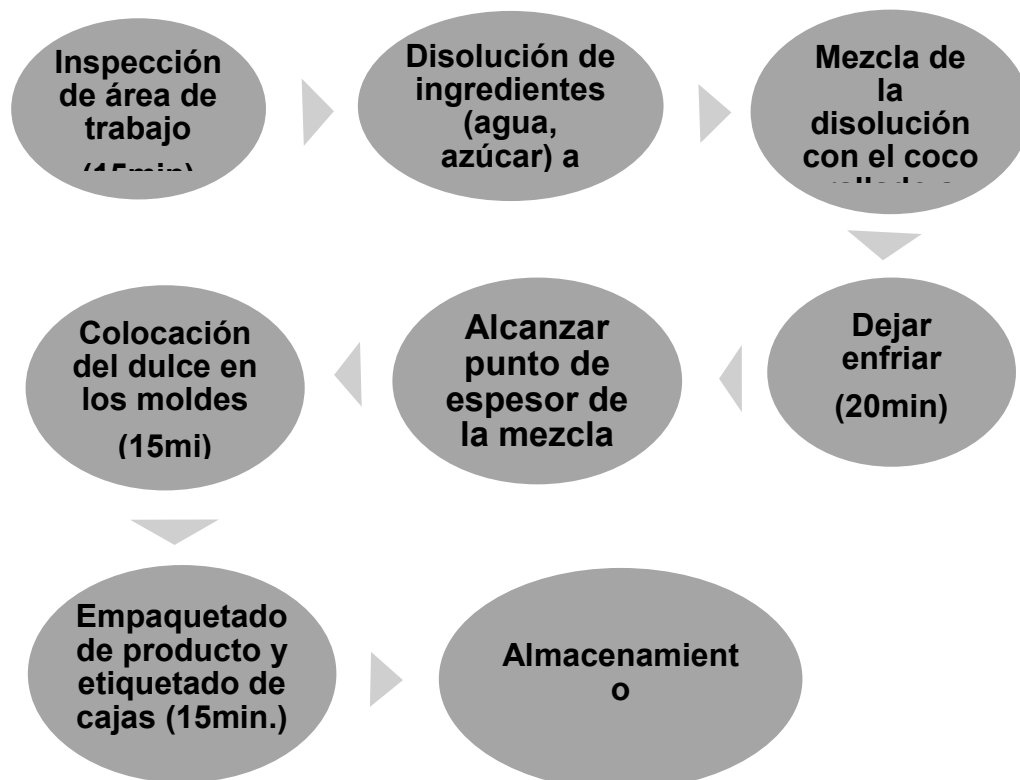 Inspección
de área de
trabajo
(15min)
Disolución de
ingredientes
(agua,
azúcar) a
Mezcla de
la
disolución
con el coco
rallado a
Dejar
enfriar
(20min)
Alcanzar
punto de
espesor de
la mezcla
Colocación
del dulce en
los moldes
(15mi)
Empaquetado
de producto y
etiquetado de
cajas (15min.)
Almacenamient
o